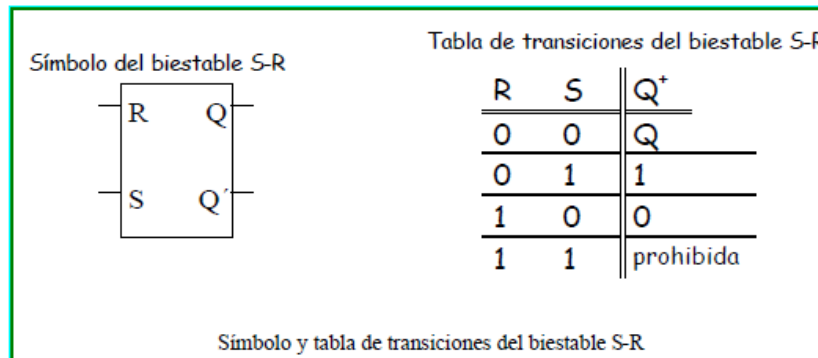 Símbolo del biestable S-R
R Q
S Q´
Tabla de transiciones del biestable S-R
R S Q⁺
0 0 Q
0 1 1
1 0 0
1 1 prohibida
Símbolo y tabla de transiciones del biestable S-R